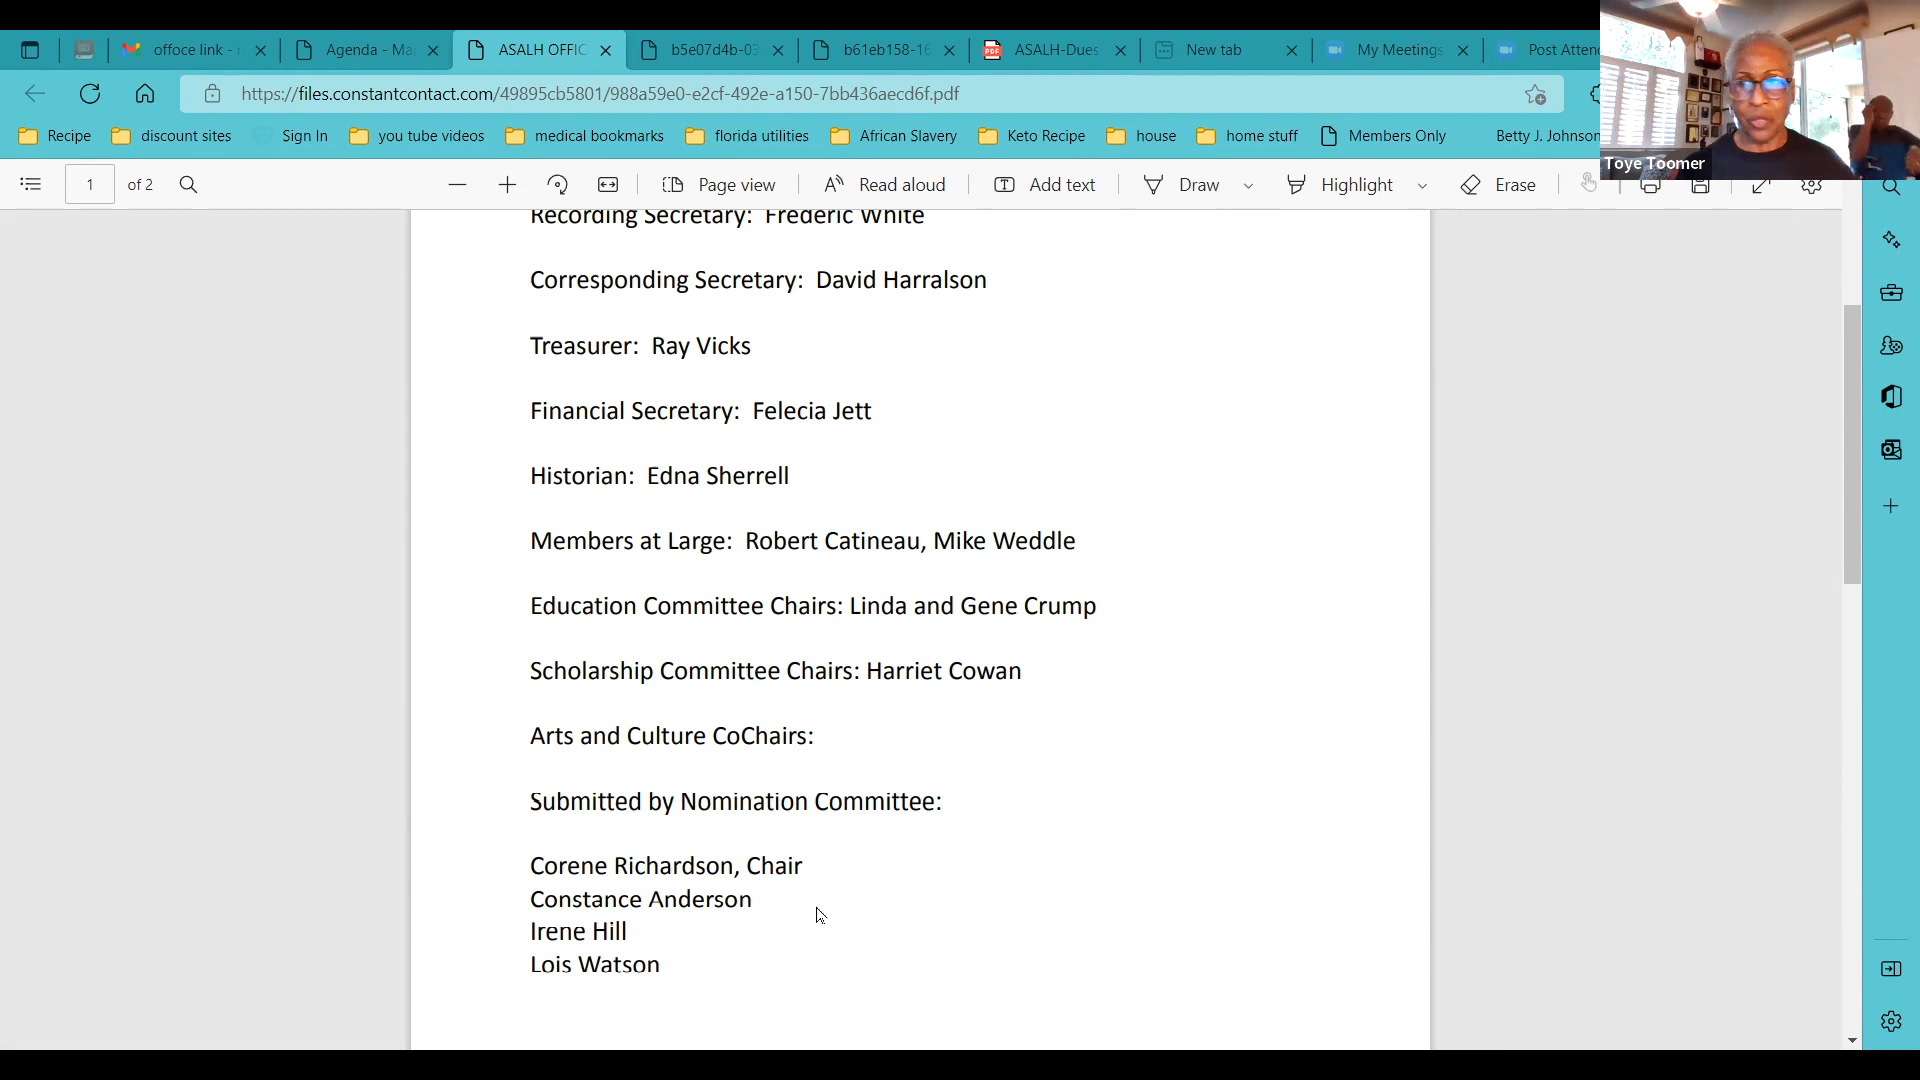 offoce link -
Agenda - Ma
ASALH OFFIC
b5e07d4b-03
b61eb158-16
ASALH-Dues
New tab
My Meetings
Post Atten
https://files.constantcontact.com/49895cb5801/988a59e0-e2cf-492e-a150-7bb436aecd6f.pdf
Recipe
discount sites
Sign In
you tube videos
medical bookmarks
florida utilities
African Slavery
Keto Recipe
house
home stuff
Members Only
Betty J. Johnson
Toye Toomer
1 of 2
Page view
Read aloud
Add text
Draw
Highlight
Erase
Recording Secretary: Frederic White
Corresponding Secretary: David Harralson
Treasurer: Ray Vicks
Financial Secretary: Felecia Jett
Historian: Edna Sherrell
Members at Large: Robert Catineau, Mike Weddle
Education Committee Chairs: Linda and Gene Crump
Scholarship Committee Chairs: Harriet Cowan
Arts and Culture CoChairs:
Submitted by Nomination Committee:
Corene Richardson, Chair
Constance Anderson
Irene Hill
Lois Watson